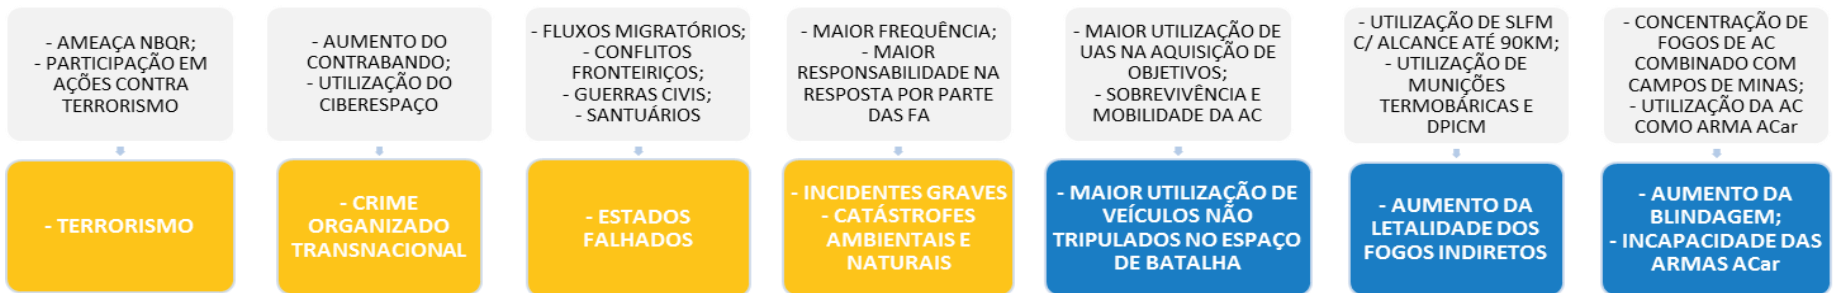 - AMEAÇA NBQR;
- PARTICIPAÇÃO EM
AÇÕES CONTRA
TERRORISMO
- TERRORISMO
- AUMENTO DO
CONTRABANDO;
- UTILIZAÇÃO DO
CIBERESPAÇO
- CRIME
ORGANIZADO
TRANSNACIONAL
- FLUXOS MIGRATÓRIOS;
- CONFLITOS
FRONTEIRIÇOS;
- GUERRAS CIVIS;
- SANTUÁRIOS
- ESTADOS
FALHADOS
- MAIOR FREQUÊNCIA;
- MAIOR
RESPONSABILIDADE NA
RESPOSTA POR PARTE
DAS FA
- INCIDENTES GRAVES
- CATÁSTROFES
AMBIENTAIS E
NATURAIS
- MAIOR UTILIZAÇÃO DE
UAS NA AQUISIÇÃO DE
OBJETIVOS;
- SOBREVIVÊNCIA E
MOBILIDADE DA AC
- MAIOR UTILIZAÇÃO DE
VEÍCULOS NÃO
TRIPULADOS NO ESPAÇO
DE BATALHA
- UTILIZAÇÃO DE SLFM
C/ ALCANCE ATÉ 90KM;
- UTILIZAÇÃO DE
MUNIÇÕES
TERMOBÁRICAS E
DPICM
- AUMENTO DA
LETALIDADE DOS
FOGOS INDIRETOS
- CONCENTRAÇÃO DE
FOGOS DE AC
COMBINADO COM
CAMPOS DE MINAS;
- UTILIZAÇÃO DA AC
COMO ARMA ACar
- AUMENTO DA
BLINDAGEM;
- INCAPACIDADE DAS
ARMAS ACar